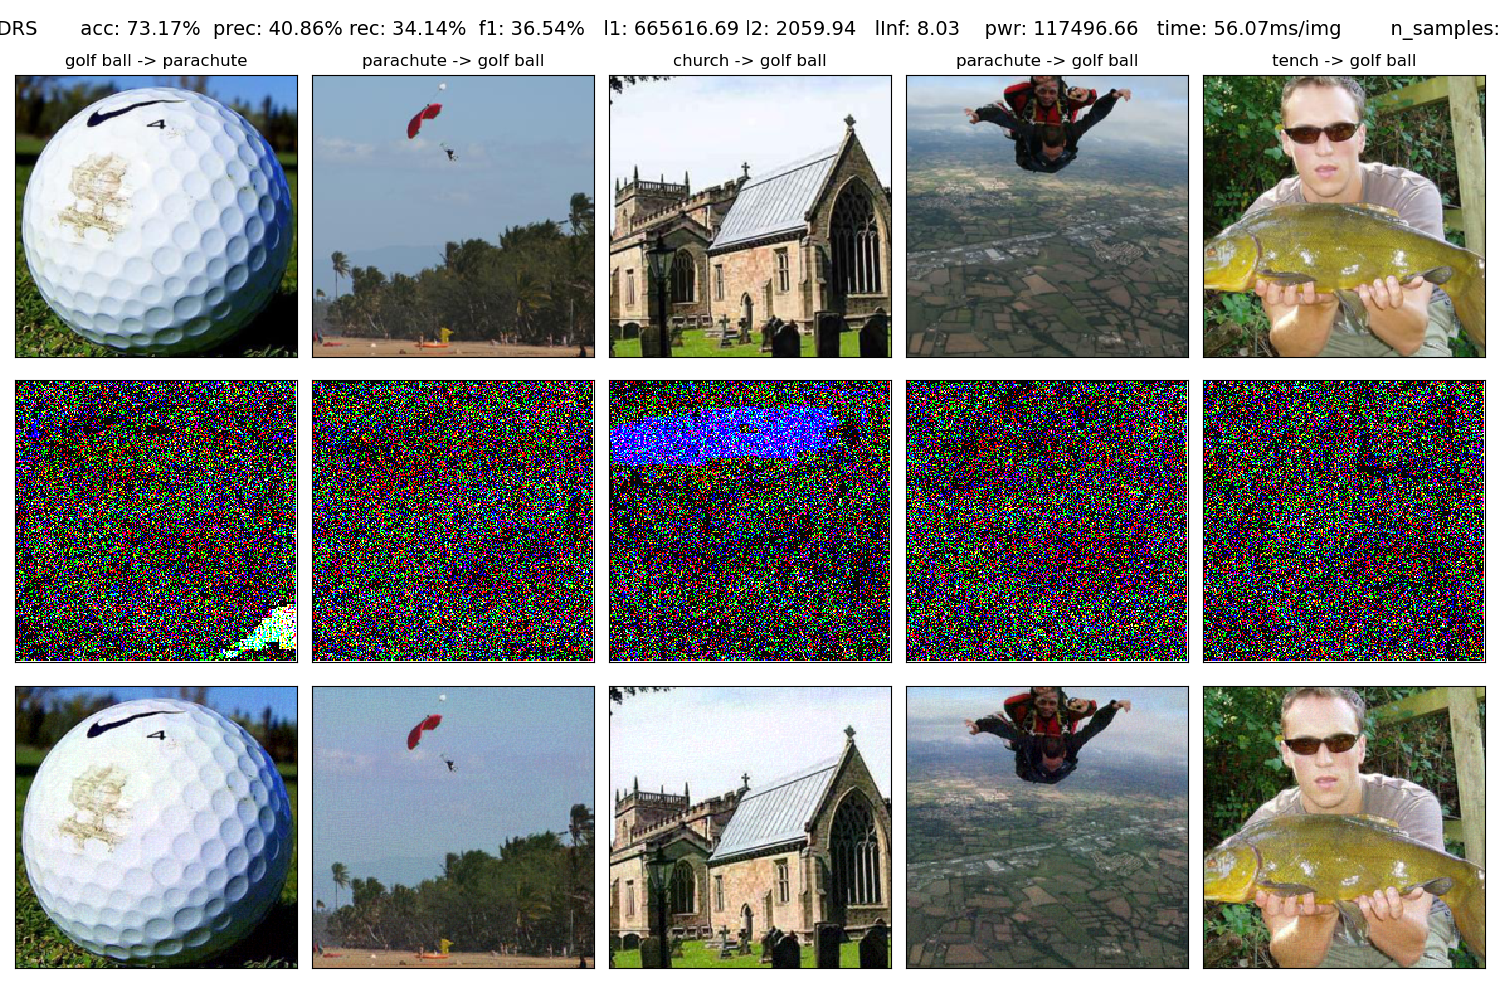 DRS acc: 73.17% prec: 40.86% rec: 34.14% f1: 36.54% l1: 665616.69 l2: 2059.94 lInf: 8.03 pwr: 117496.66 time: 56.07ms/img n_samples:
golf ball -> parachute
parachute -> golf ball
church -> golf ball
parachute -> golf ball
tench -> golf ball
4
4